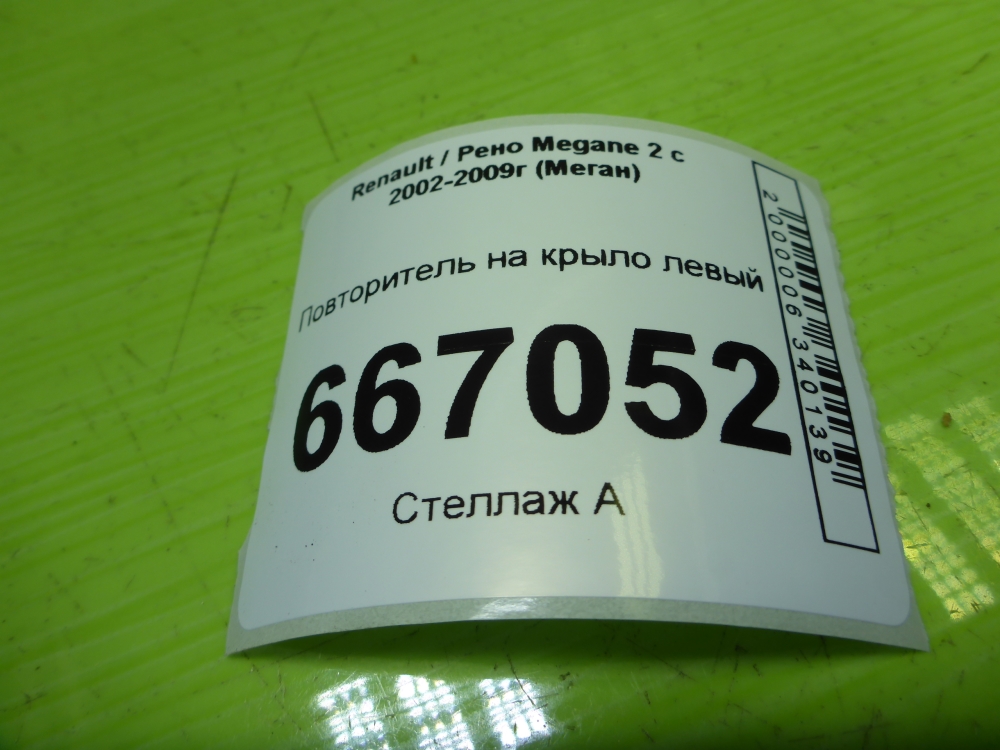 Renault / Рено Megane 2 с
2002-2009г (Меган)
Повторитель на крыло левый
667052
Стеллаж А
2000006340139